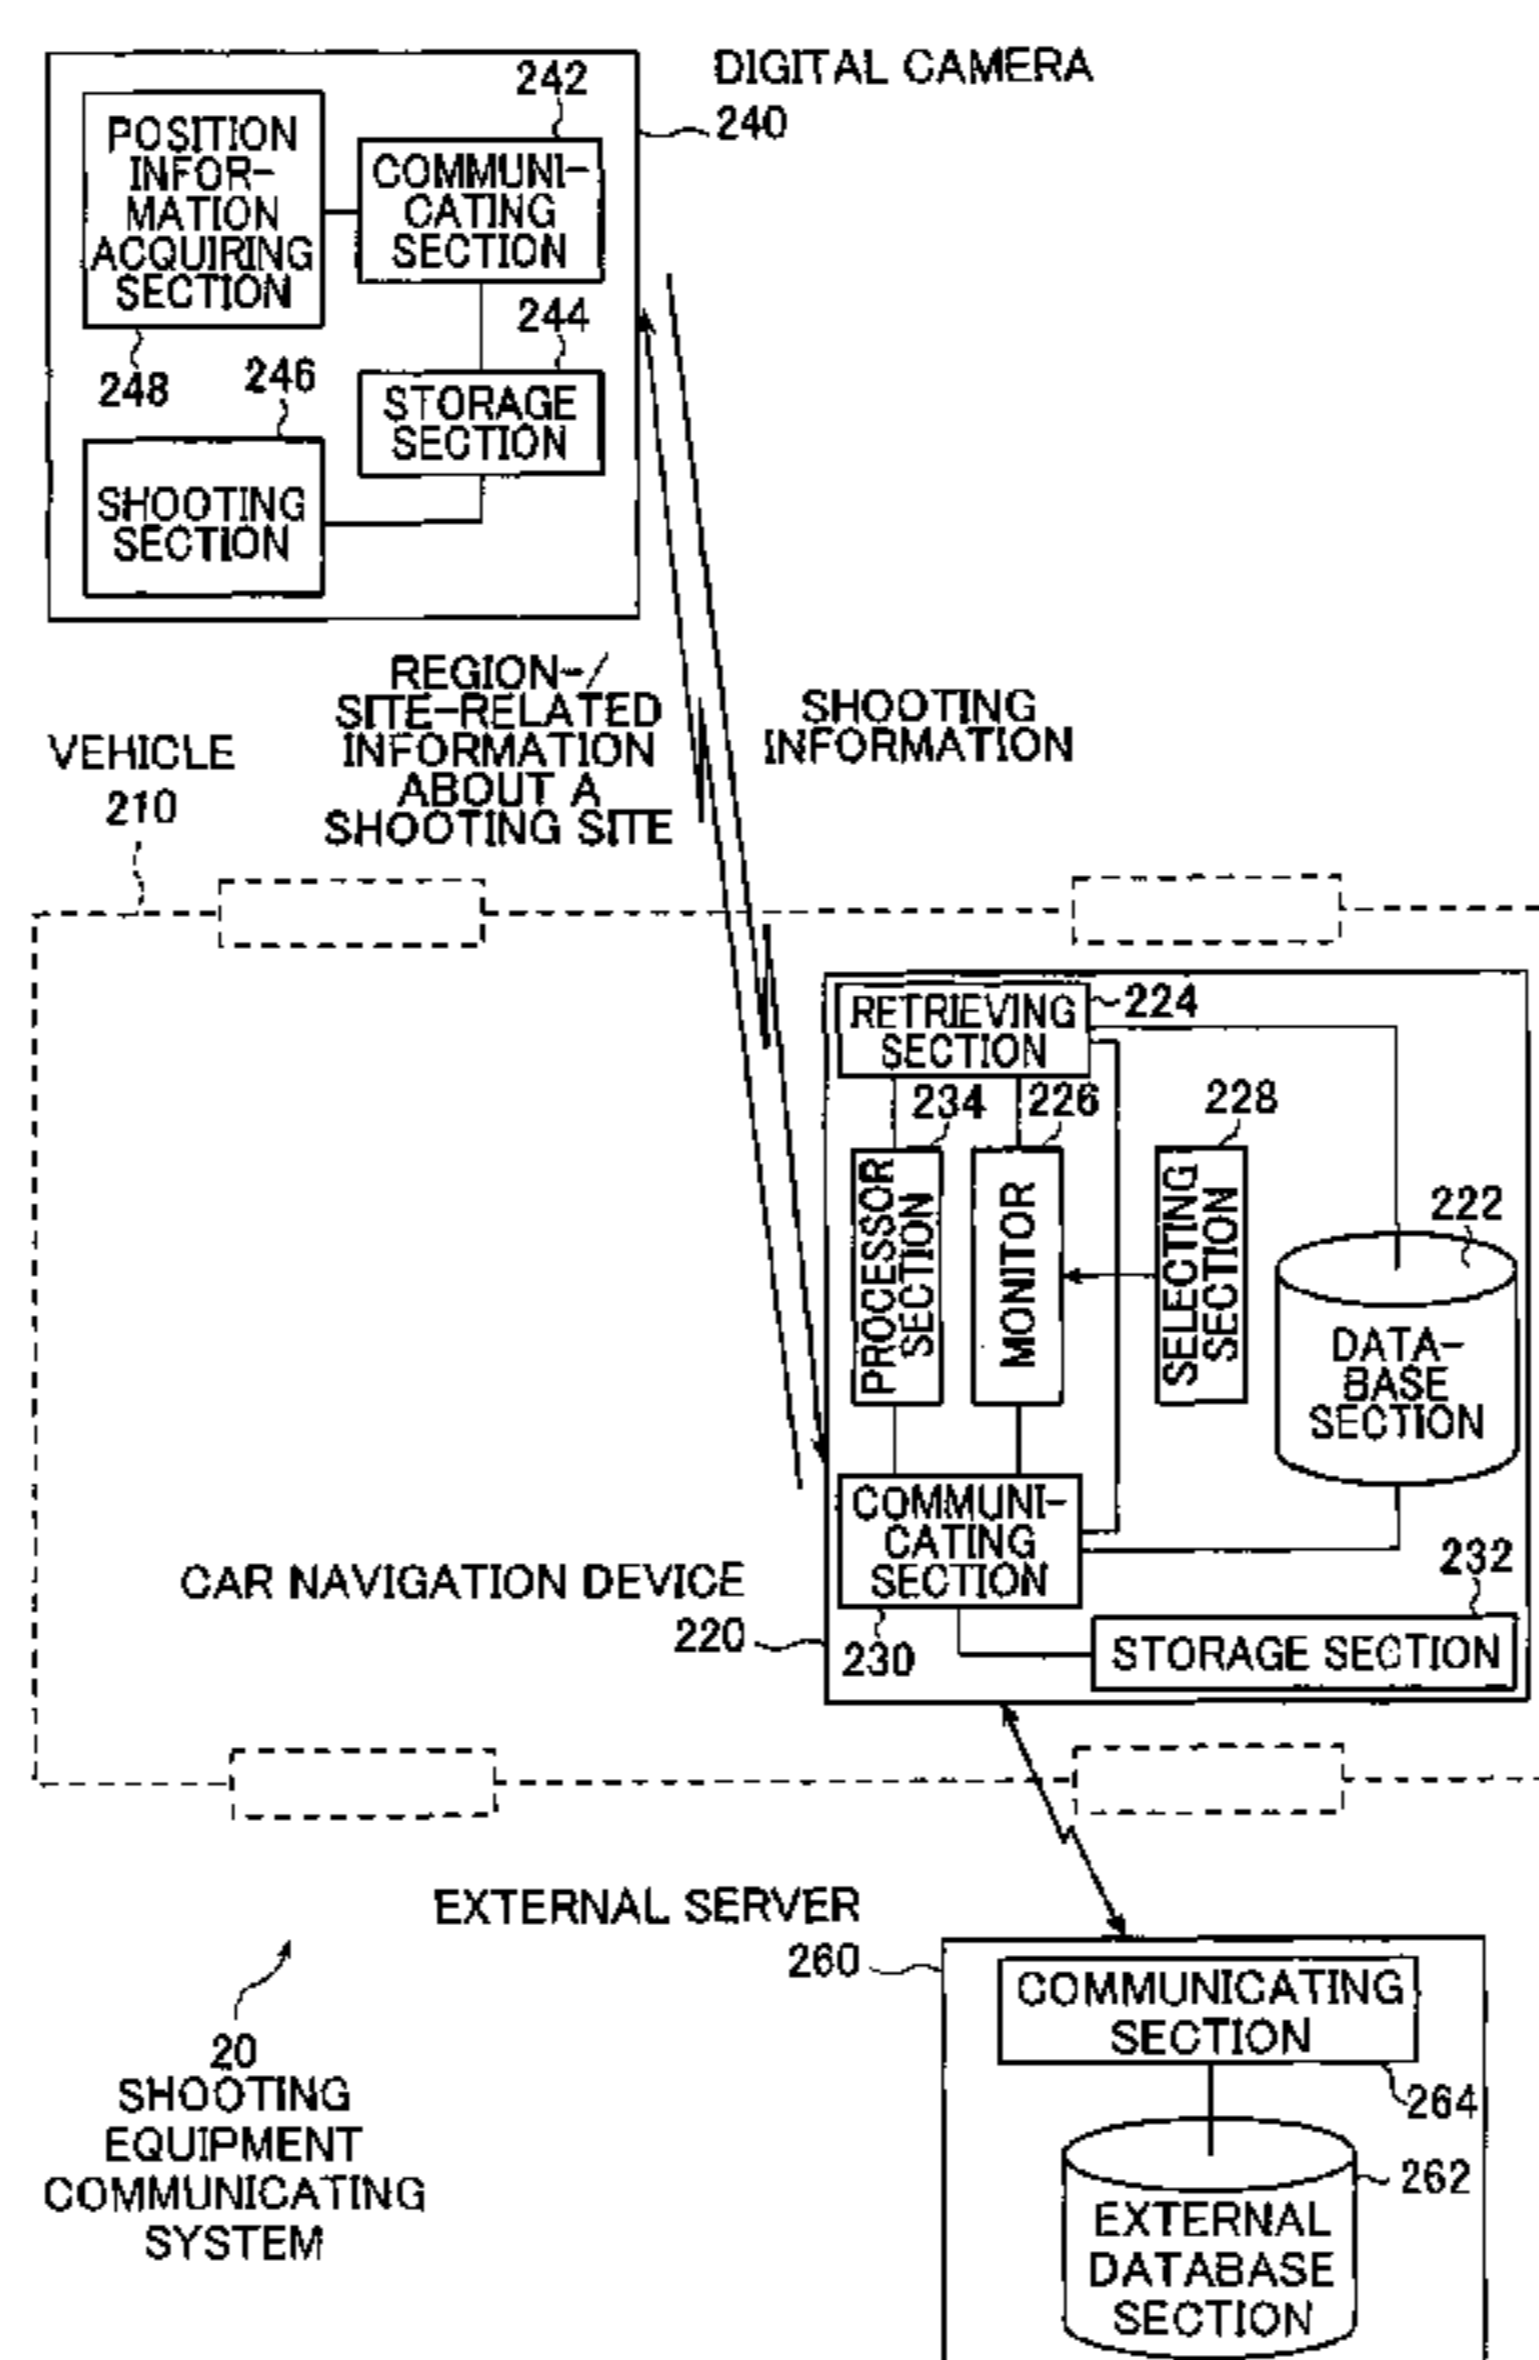 DIGITAL CAMERA
240
242
POSITION
INFOR-
MATION
ACQUIRING
SECTION
248
COMMUNI-
CATING
SECTION
244
STORAGE
SECTION
246
SHOOTING
SECTION
REGION-/
SITE-RELATED
INFORMATION
ABOUT A
SHOOTING SITE
SHOOTING
INFORMATION
VEHICLE
210
RETRIEVING
SECTION
224
234
226
228
222
PROCESSOR
SECTION
MONITOR
SELECTING
SECTION
DATA-
BASE
SECTION
COMMUNI-
CATING
SECTION
230
232
STORAGE SECTION
CAR NAVIGATION DEVICE
220
EXTERNAL SERVER
260
COMMUNICATING
SECTION
264
262
EXTERNAL
DATABASE
SECTION
20
SHOOTING
EQUIPMENT
COMMUNICATING
SYSTEM